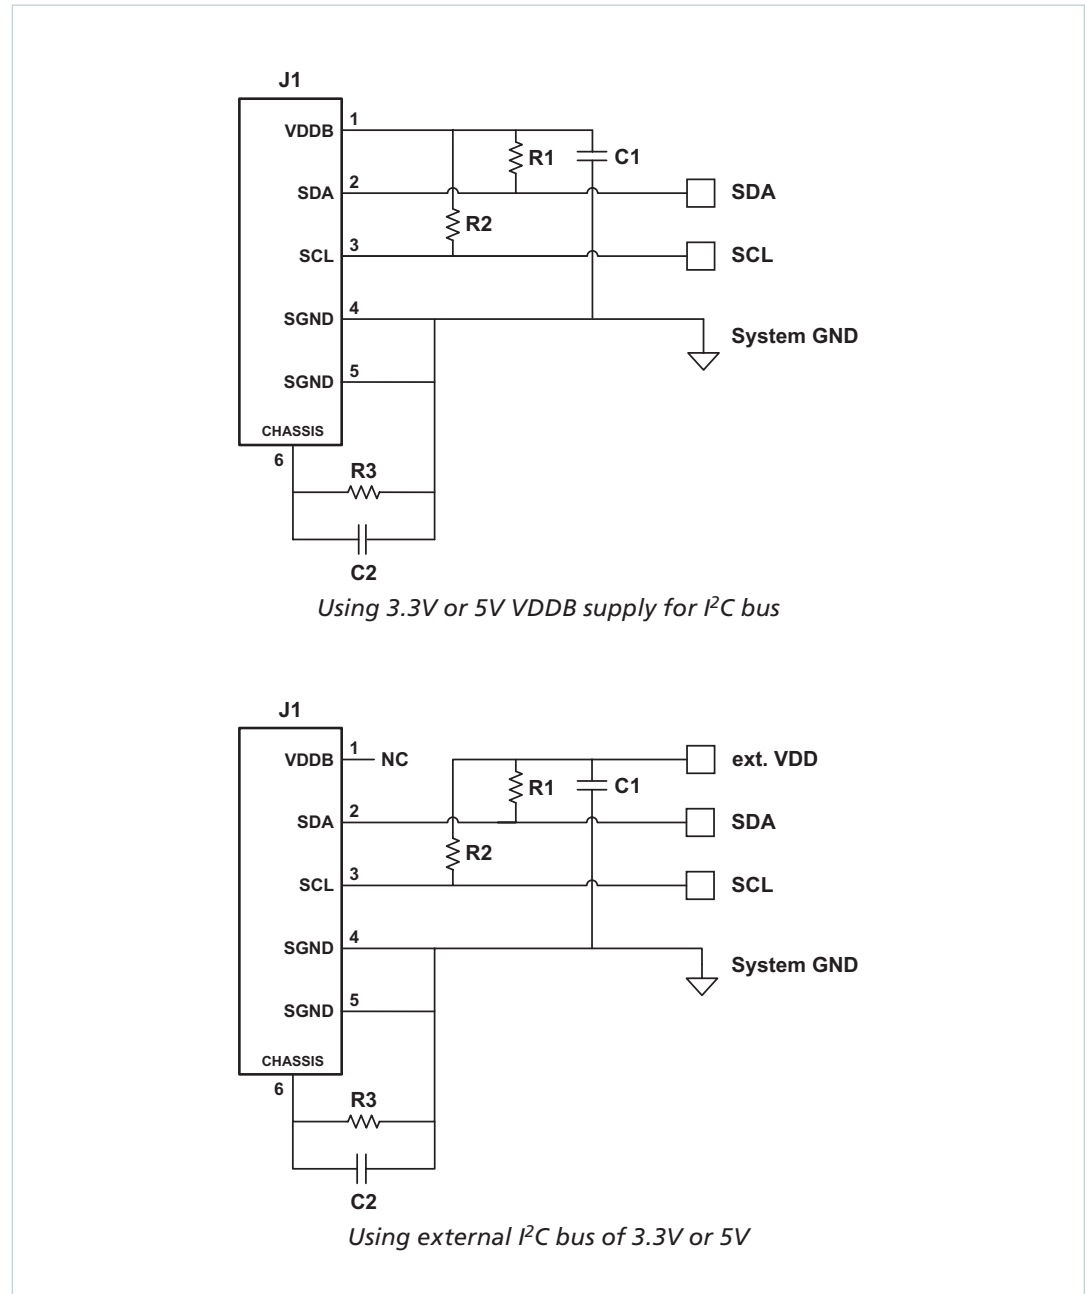 J1
VDDB 1
R1 C1
SDA 2 SDA
R2
SCL 3 SCL
SGND 4
System GND
SGND 5
CHASSIS
6
R3
C2
Using 3.3V or 5V VDDB supply for I²C bus
J1
VDDB 1 NC ext. VDD
R1 C1
SDA 2 SDA
R2
SCL 3 SCL
SGND 4
System GND
SGND 5
CHASSIS
6
R3
C2
Using external I²C bus of 3.3V or 5V